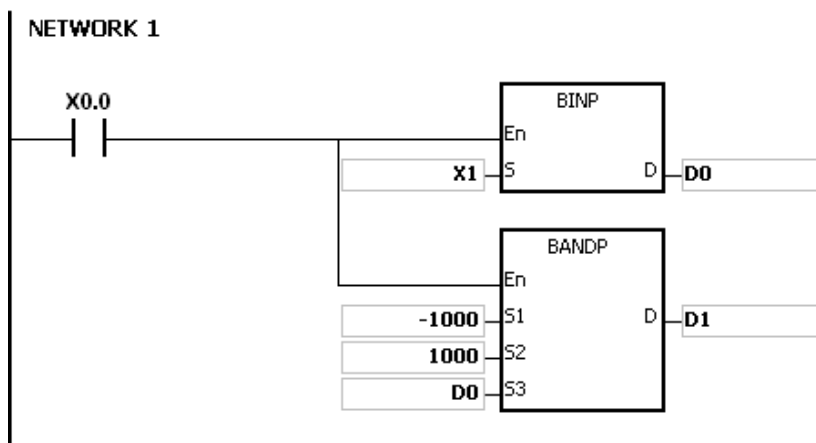 NETWORK 1
X0.0
BINP
En
X1 S D D0
BANDP
En
-1000 S1 D D1
1000 S2
D0 S3